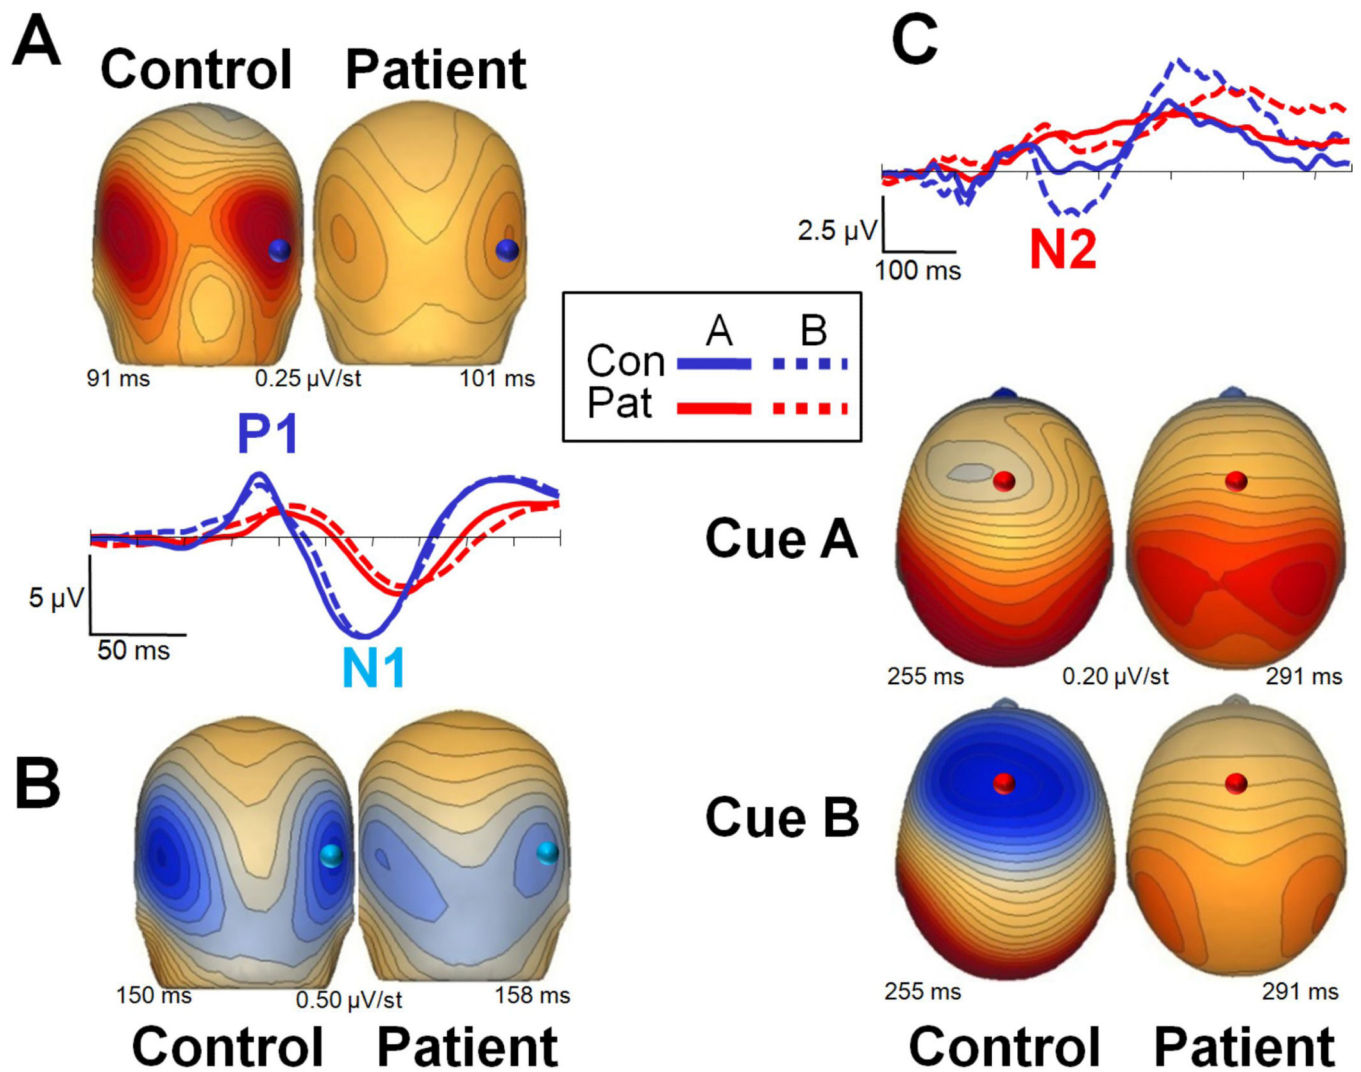 A
Control Patient
91 ms 0.25 µV/st 101 ms
P1
5 µV
50 ms
N1
B
150 ms 0.50 µV/st 158 ms
Control Patient
A B
Con
Pat
C
2.5 µV
100 ms
N2
Cue A
255 ms 0.20 µV/st 291 ms
Cue B
255 ms 291 ms
Control Patient